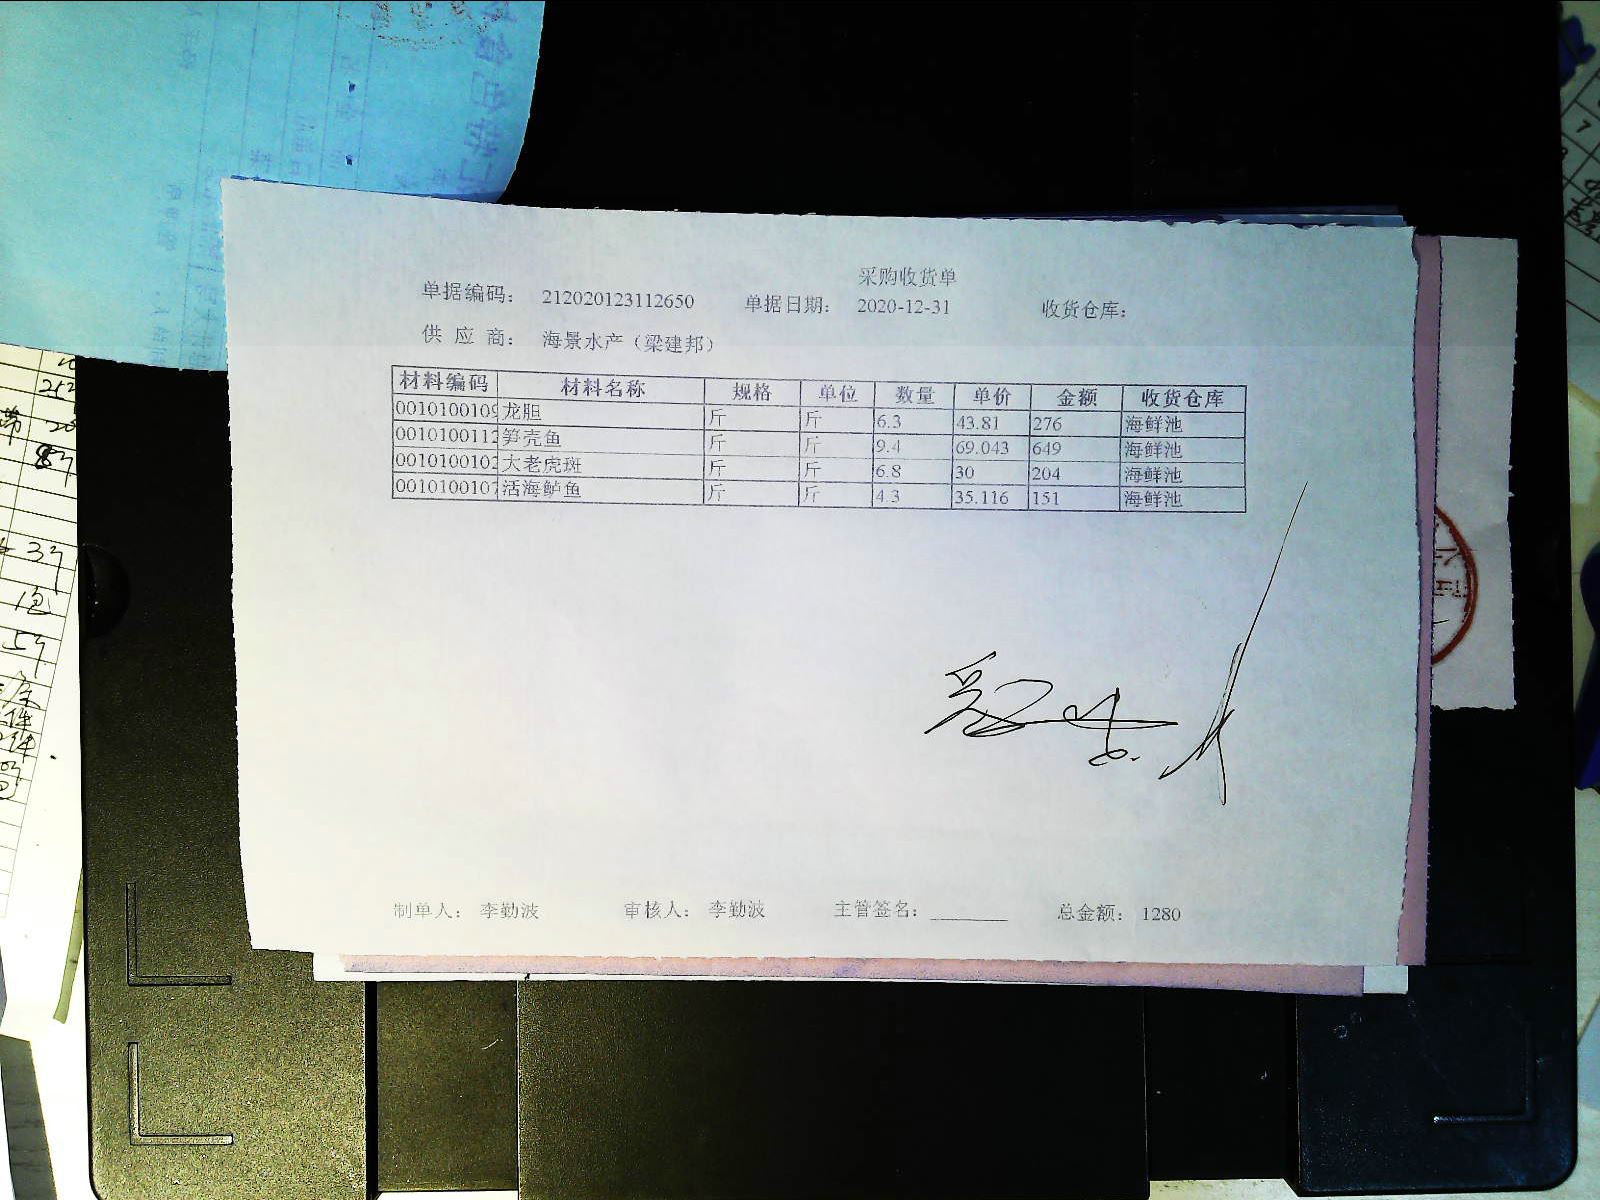 采购收货单
单据编码： 212020123112650 单据日期： 2020-12-31 收货仓库：
供 应 商： 海景水产（梁建邦）
材料编码 材料名称 规格 单位 数量 单价 金额 收货仓库
0010100109 龙胆 斤 斤 6.3 43.81 276 海鲜池
0010100112 笋壳鱼 斤 斤 9.4 69.043 649 海鲜池
0010100102 大老虎斑 斤 斤 6.8 30 204 海鲜池
0010100107 活海鲈鱼 斤 斤 4.3 35.116 151 海鲜池
制单人： 李勤波 审核人： 李勤波 主管签名： 总金额： 1280